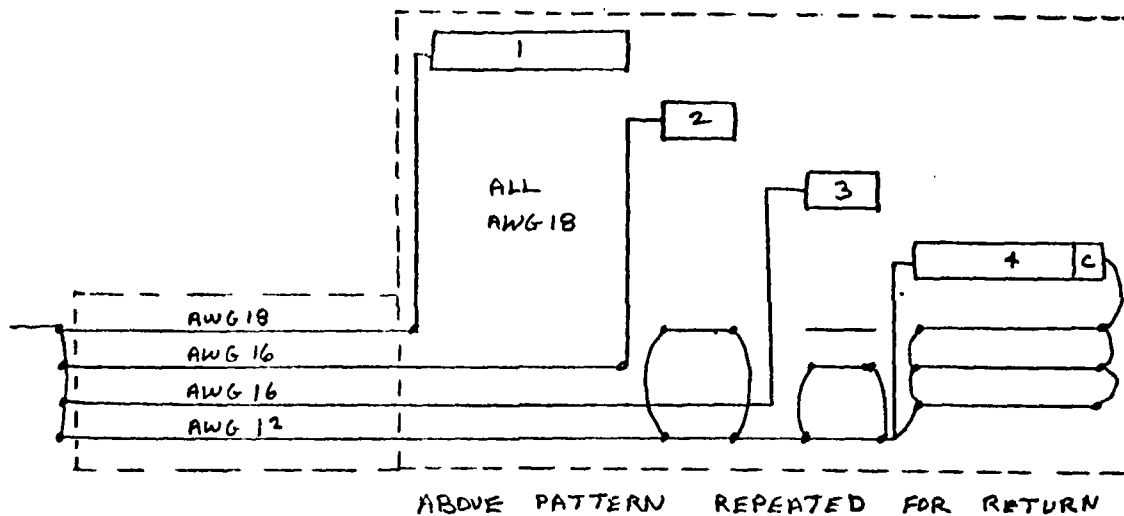 1
2
3
ALL
AWG 18
4 C
AWG 18
AWG 16
AWG 16
AWG 12
ABOVE PATTERN REPEATED FOR RETURN